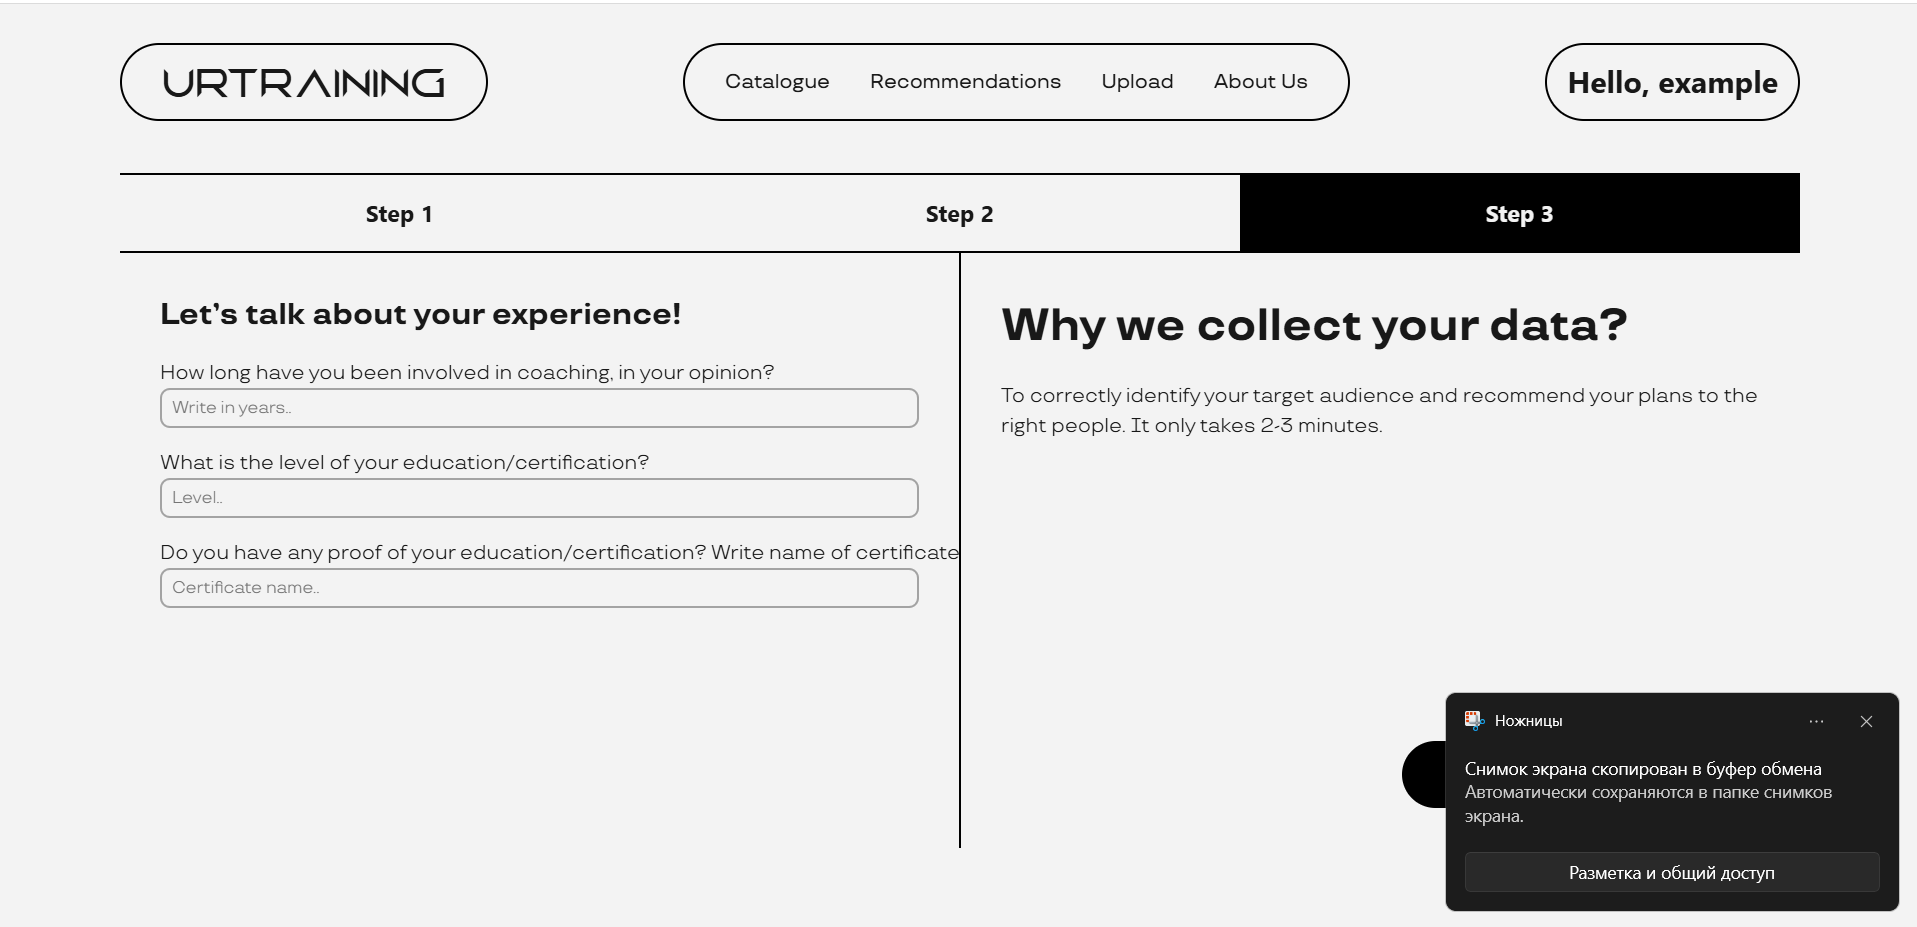 URTRAINING
Catalogue Recommendations Upload About Us
Hello, example
Step 1 Step 2 Step 3
Let’s talk about your experience!
How long have you been involved in coaching, in your opinion?
Write in years..
What is the level of your education/certification?
Level..
Do you have any proof of your education/certification? Write name of certificate
Certificate name..
Why we collect your data?
To correctly identify your target audience and recommend your plans to the
right people. It only takes 2-3 minutes.
Ножницы
Снимок экрана скопирован в буфер обмена
Автоматически сохраняются в папке снимков
экрана.
Разметка и общий доступ